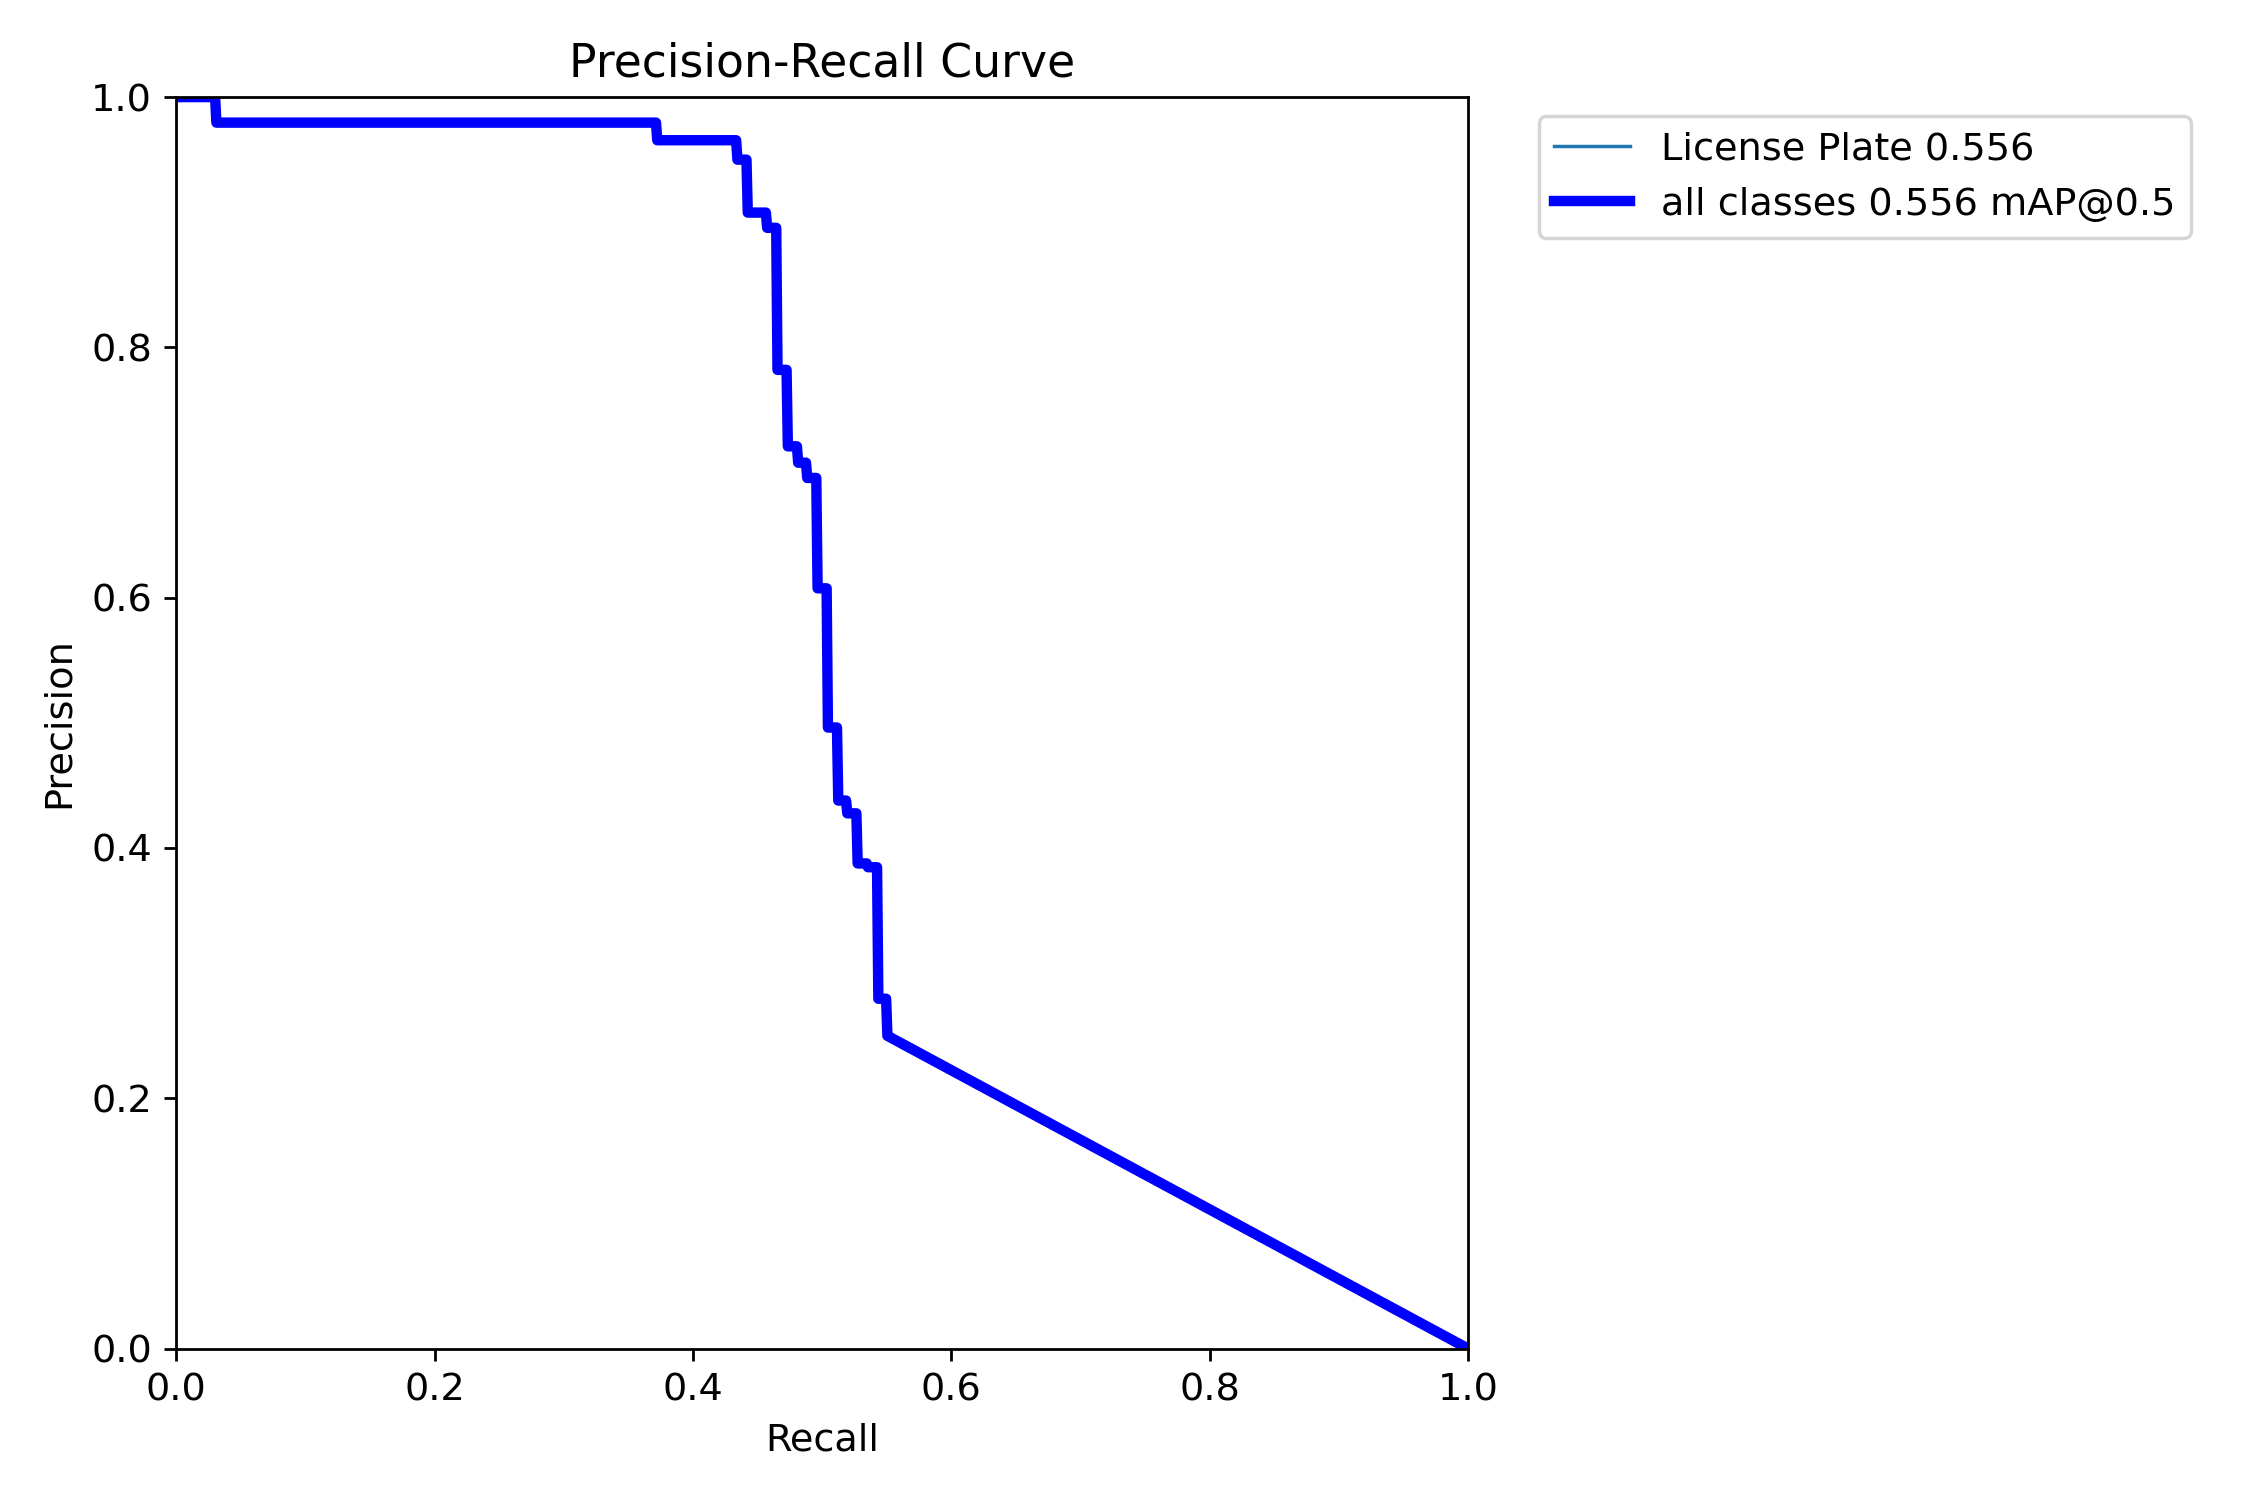 Precision-Recall Curve
1.0
0.8
0.6
0.4
0.2
0.0
Precision
0.0 0.2 0.4 0.6 0.8 1.0
Recall
License Plate 0.556
all classes 0.556 mAP@0.5